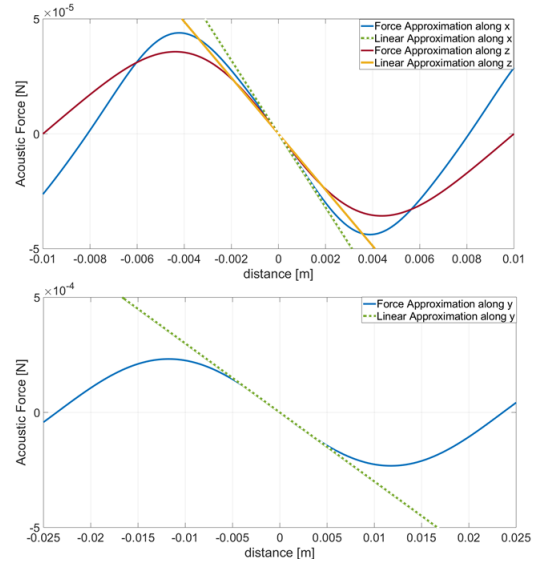 ×10⁻⁵
5
Force Approximation along x
Linear Approximation along x
Force Approximation along z
Linear Approximation along z
Acoustic Force [N]
0
-5
-0.01 -0.008 -0.006 -0.004 -0.002 0 0.002 0.004 0.006 0.008 0.01
distance [m]
×10⁻⁴
5
Force Approximation along y
Linear Approximation along y
Acoustic Force [N]
0
-5
-0.025 -0.02 -0.015 -0.01 -0.005 0 0.005 0.01 0.015 0.02 0.025
distance [m]